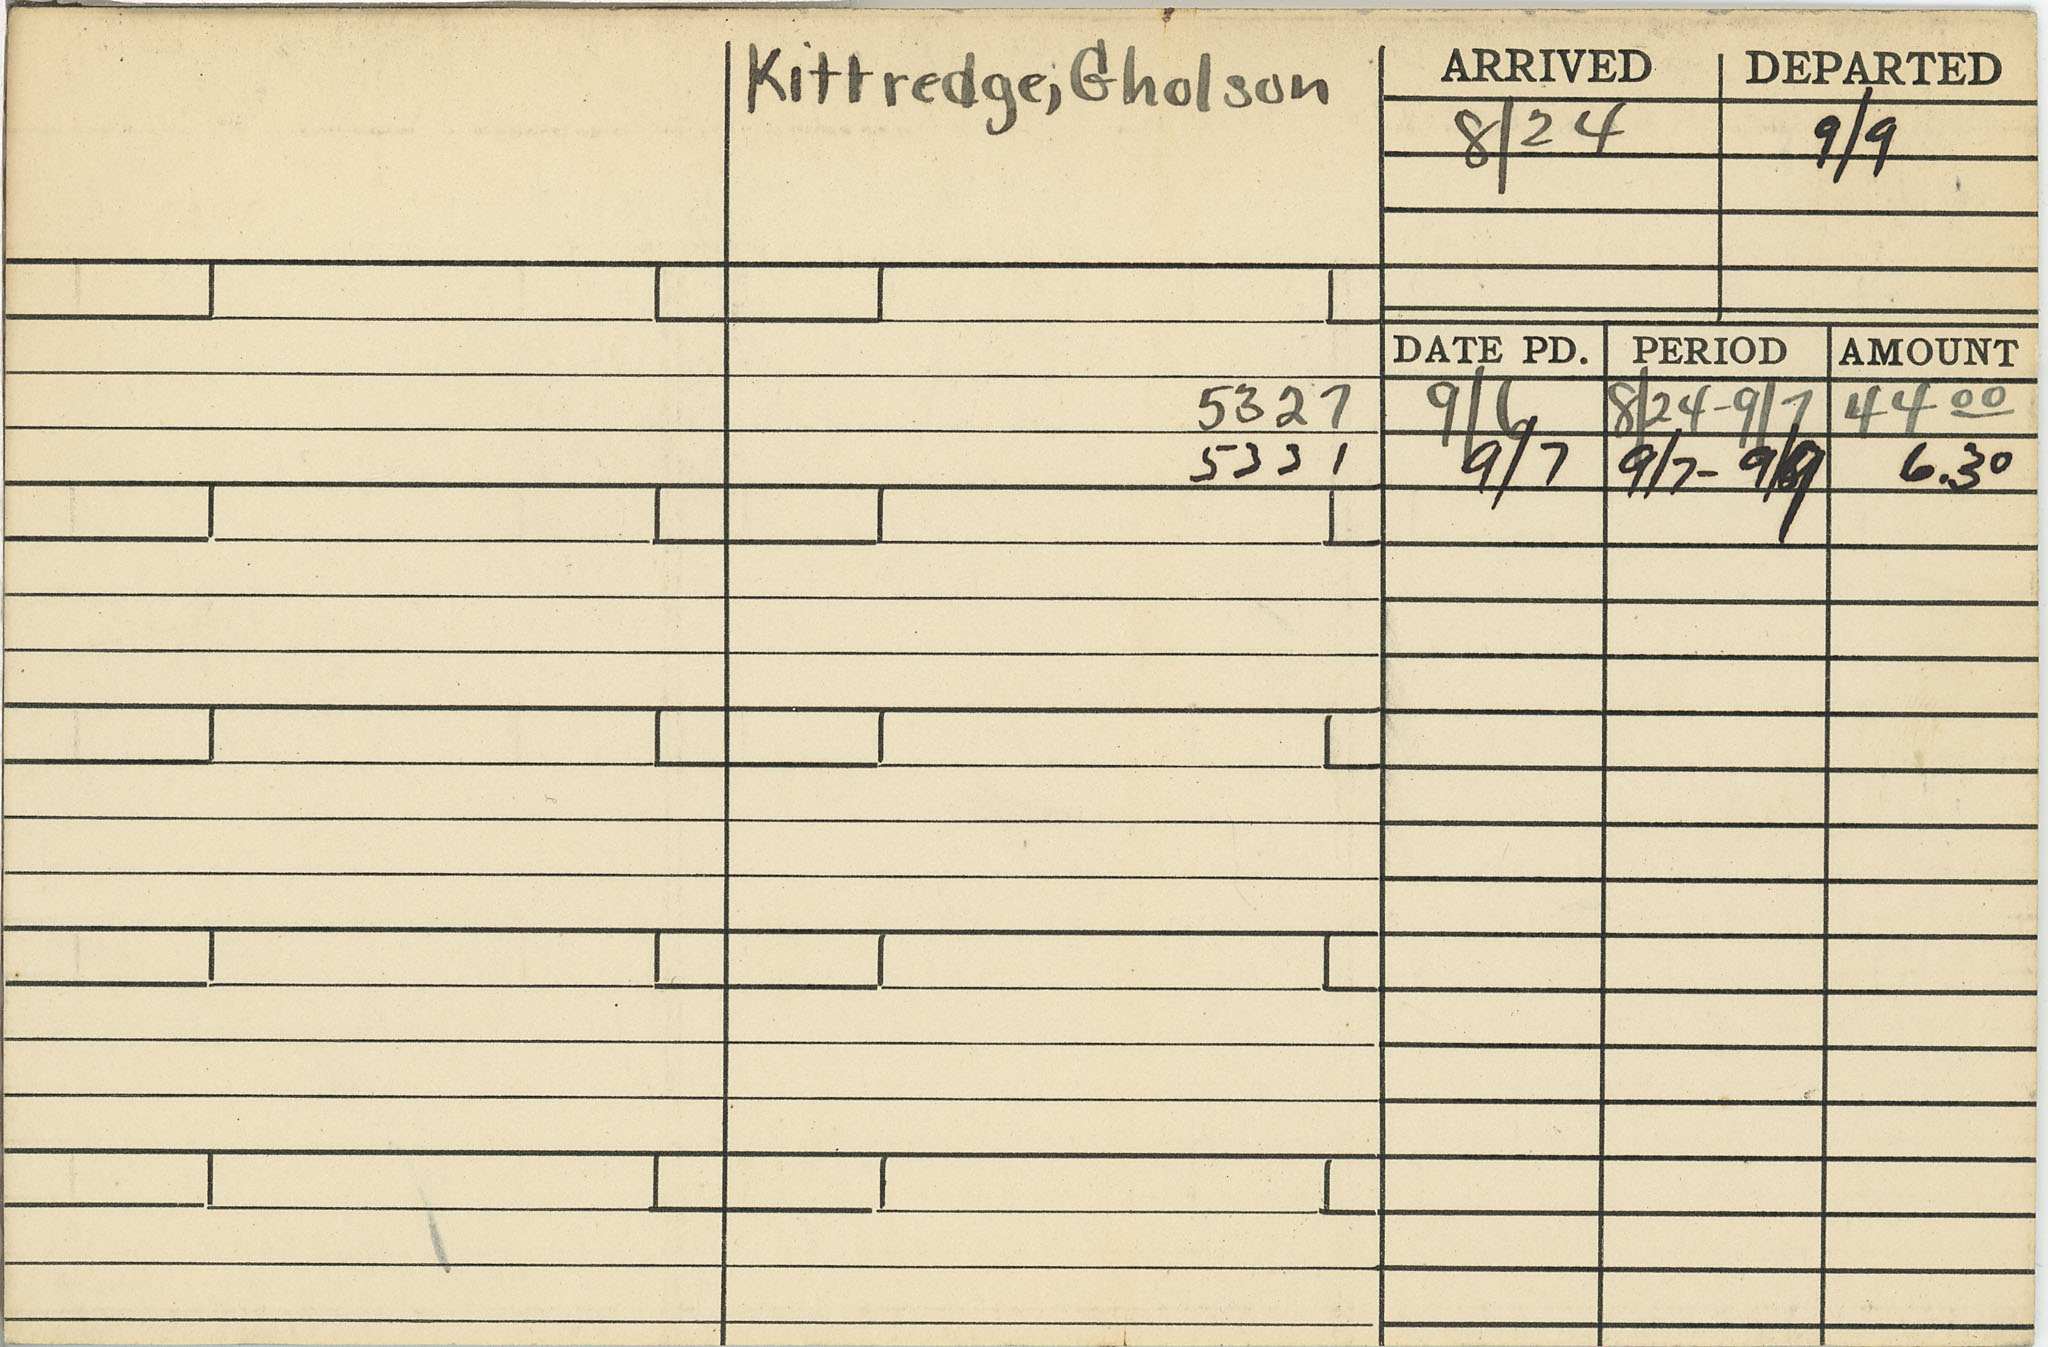 Kittredge, Gholson
ARRIVED DEPARTED
8/24 9/9
DATE PD. PERIOD AMOUNT
5327 9/6 8/24-9/7 44 00
5331 9/7 9/7- 9/9 6.30